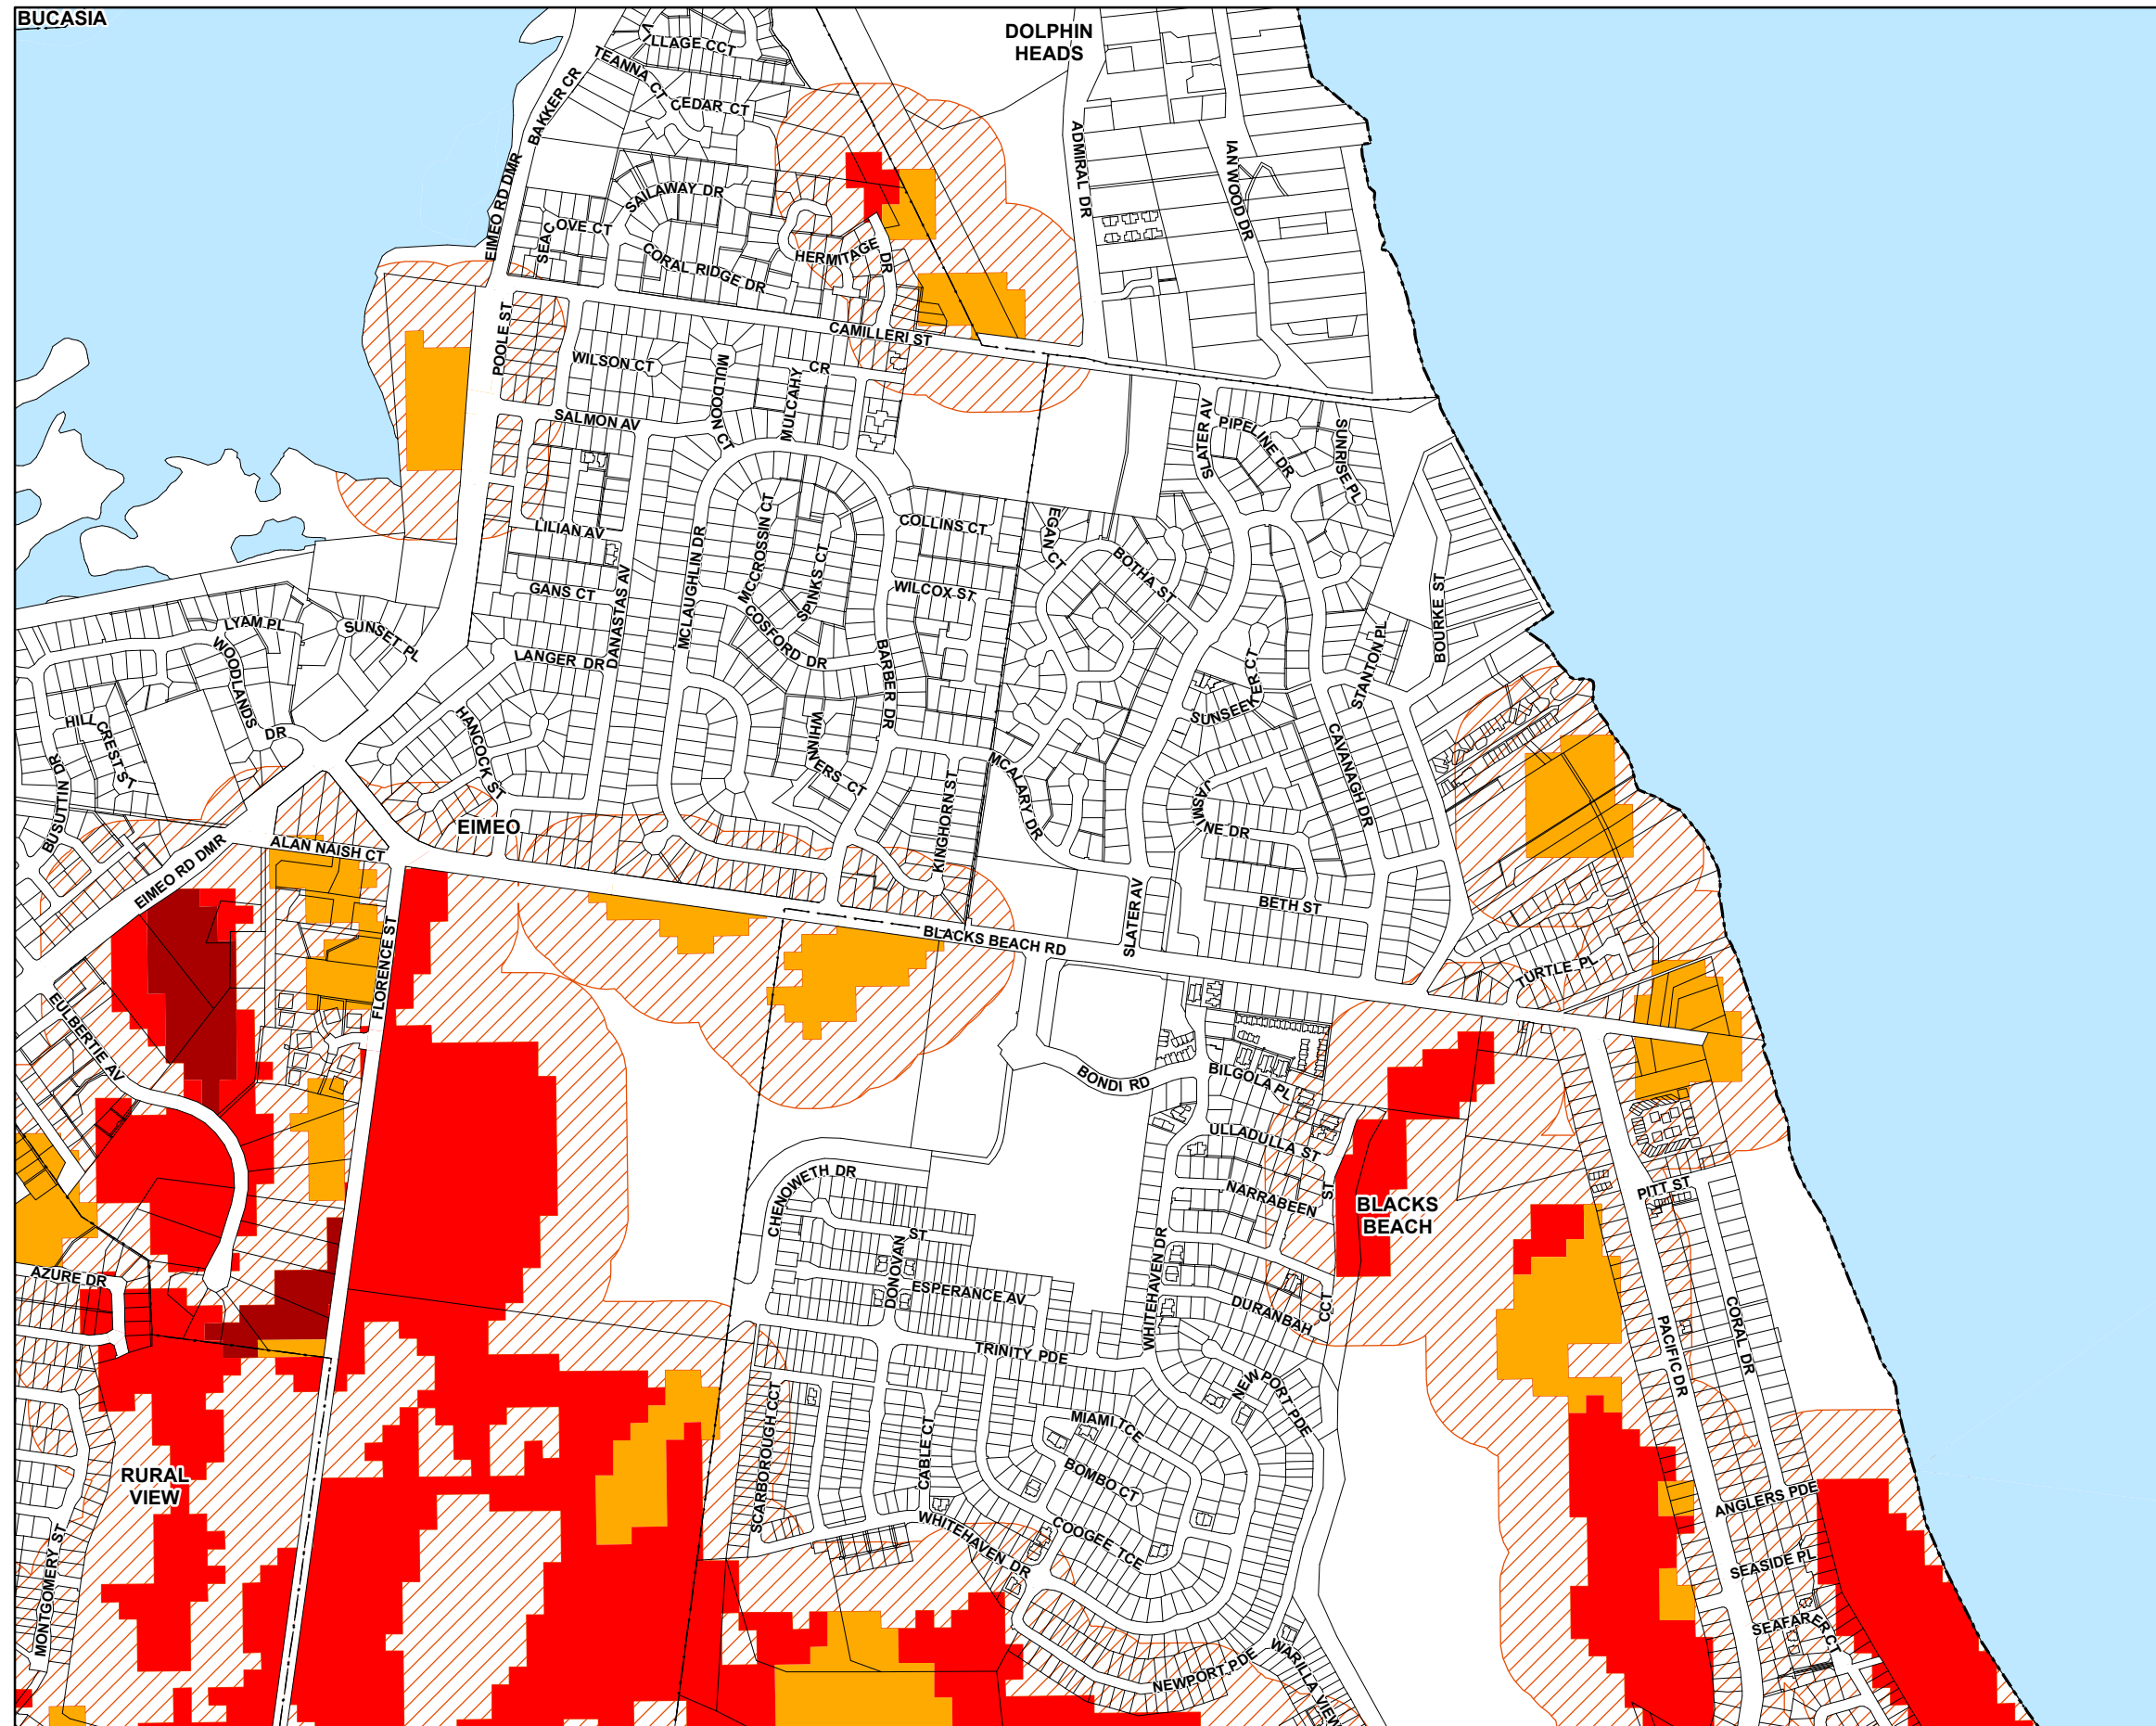 BUCASIA
DOLPHIN
HEADS
VILLAGE CCT
TEANNA CT
CEDAR CT
BAKKER CR
EIMEO RD DMR
ADMIRAL DR
IAN WOOD DR
SAILAWAY DR
SEACOVE CT
CORAL RIDGE DR
HERMITAGE DR
POOLE ST
CAMILLERI ST
WILSON CT
MULDOON CT
MULCAHY CR
SALMON AV
SLATER AV
PIPELINE DR
SUNRISE PL
LILIAN AV
MCLAUGHLIN DR
MCCROSSIN CT
SPINKS CT
COLLINS CT
EGAN CT
BOTHA ST
GANS CT
DANASTAS AV
COSFORD DR
WILCOX ST
BOURKE ST
LYAM PL
SUNSET PL
WOODLANDS DR
LANGER DR
BARBER DR
STANTON PL
SUNSEEKER CT
HILLCREST ST
BUSUTTIN DR
HANCOCK ST
WHINNERS CT
MCALARY DR
KINGHORN ST
JASMINE DR
CAVANAGH DR
EIMEO
ALAN NAISH CT
EIMEO RD DMR
BETH ST
SLATER AV
BLACKS BEACH RD
FLORENCE ST
TURTLE PL
EULBERTIE AV
BONDI RD
BILGOLA PL
ULLADULLA ST
NARRABEEN ST
BLACKS
BEACH
PITT ST
CHENOWETH DR
DONOVAN ST
ESPERANCE AV
WHITEHAVEN DR
DURANBAH CCT
AZURE DR
TRINITY PDE
PACIFIC DR
CORAL DR
SCARBOROUGH CCT
CABLE CT
NEWPORT PDE
MIAMI TCE
BOMBO CT
COOGEE TCE
WHITEHAVEN DR
RURAL
VIEW
MONTGOMERY ST
ANGLERS PDE
SEASIDE PL
SEAFARER CT
NEWPORT PDE
WARILLA VIEW